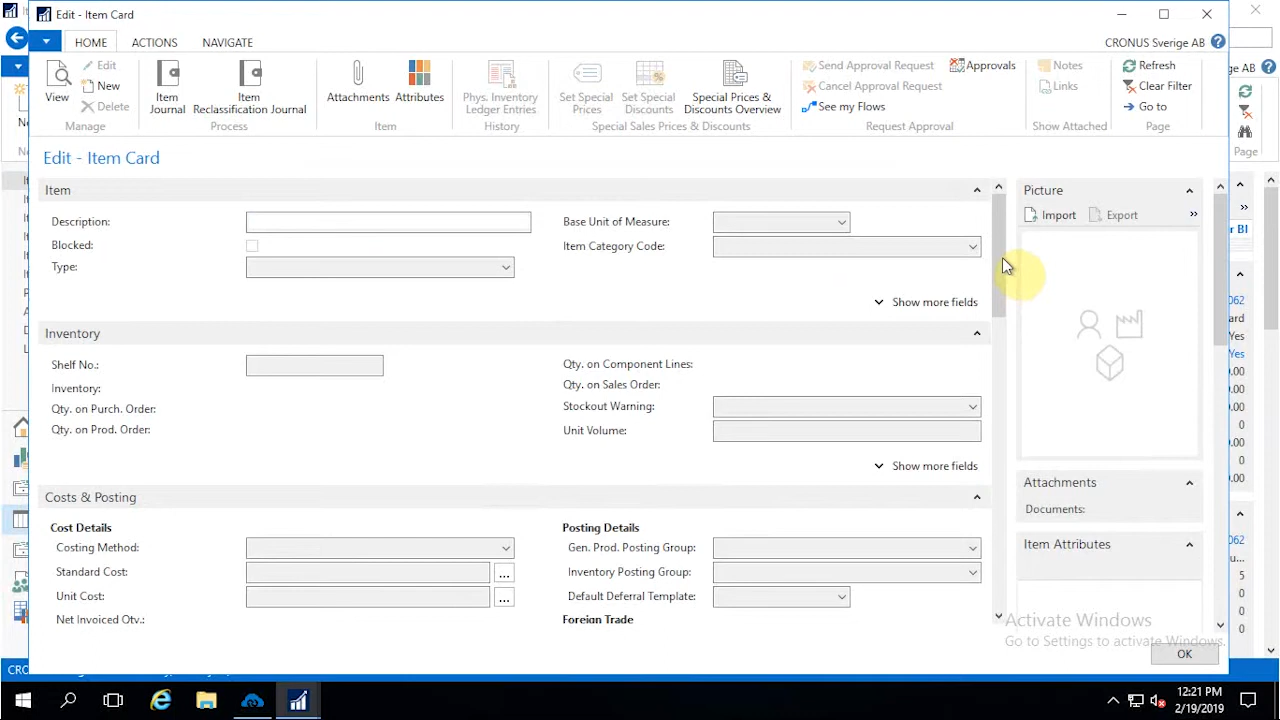 Edit - Item Card
HOME ACTIONS NAVIGATE
CRONUS Sverige AB
View
Edit
New
Delete
Manage
Item Journal
Item Reclassification Journal
Process
Attachments
Attributes
Item
Phys. Inventory Ledger Entries
History
Set Special Prices
Set Special Discounts
Special Prices & Discounts Overview
Special Sales Prices & Discounts
Send Approval Request
Cancel Approval Request
See my Flows
Approvals
Request Approval
Notes
Links
Show Attached
Refresh
Clear Filter
Go to
Page
Page
Edit - Item Card
Item
Description:
Blocked:
Type:
Base Unit of Measure:
Item Category Code:
Show more fields
Inventory
Shelf No.:
Inventory:
Qty. on Purch. Order:
Qty. on Prod. Order:
Qty. on Component Lines:
Qty. on Sales Order:
Stockout Warning:
Unit Volume:
Show more fields
Costs & Posting
Cost Details
Costing Method:
Standard Cost:
Unit Cost:
Net Invoiced Qty.:
Posting Details
Gen. Prod. Posting Group:
Inventory Posting Group:
Default Deferral Template:
Foreign Trade
Picture
Import
Export
Attachments
Documents:
Item Attributes
Activate Windows
Go to Settings to activate Windows.
OK
12:21 PM
2/19/2019